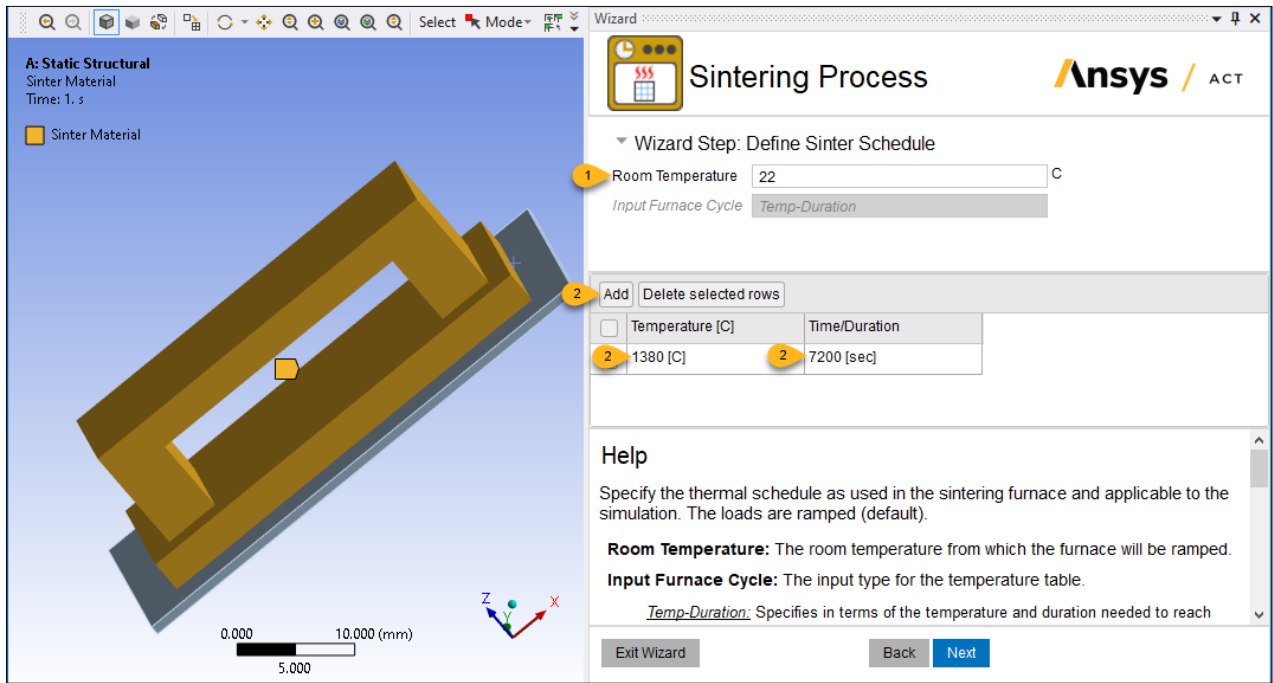 Select Mode
A: Static Structural
Sinter Material
Time: 1. s
Sinter Material
Z
Y
X
0.000 10.000 (mm)
5.000
Wizard
Sintering Process
Ansys / ACT
Wizard Step: Define Sinter Schedule
1 Room Temperature 22 C
Input Furnace Cycle Temp-Duration
2 Add Delete selected rows
Temperature [C] Time/Duration
2 1380 [C] 2 7200 [sec]
Help
Specify the thermal schedule as used in the sintering furnace and applicable to the
simulation. The loads are ramped (default).
Room Temperature: The room temperature from which the furnace will be ramped.
Input Furnace Cycle: The input type for the temperature table.
Temp-Duration: Specifies in terms of the temperature and duration needed to reach
Exit Wizard Back Next